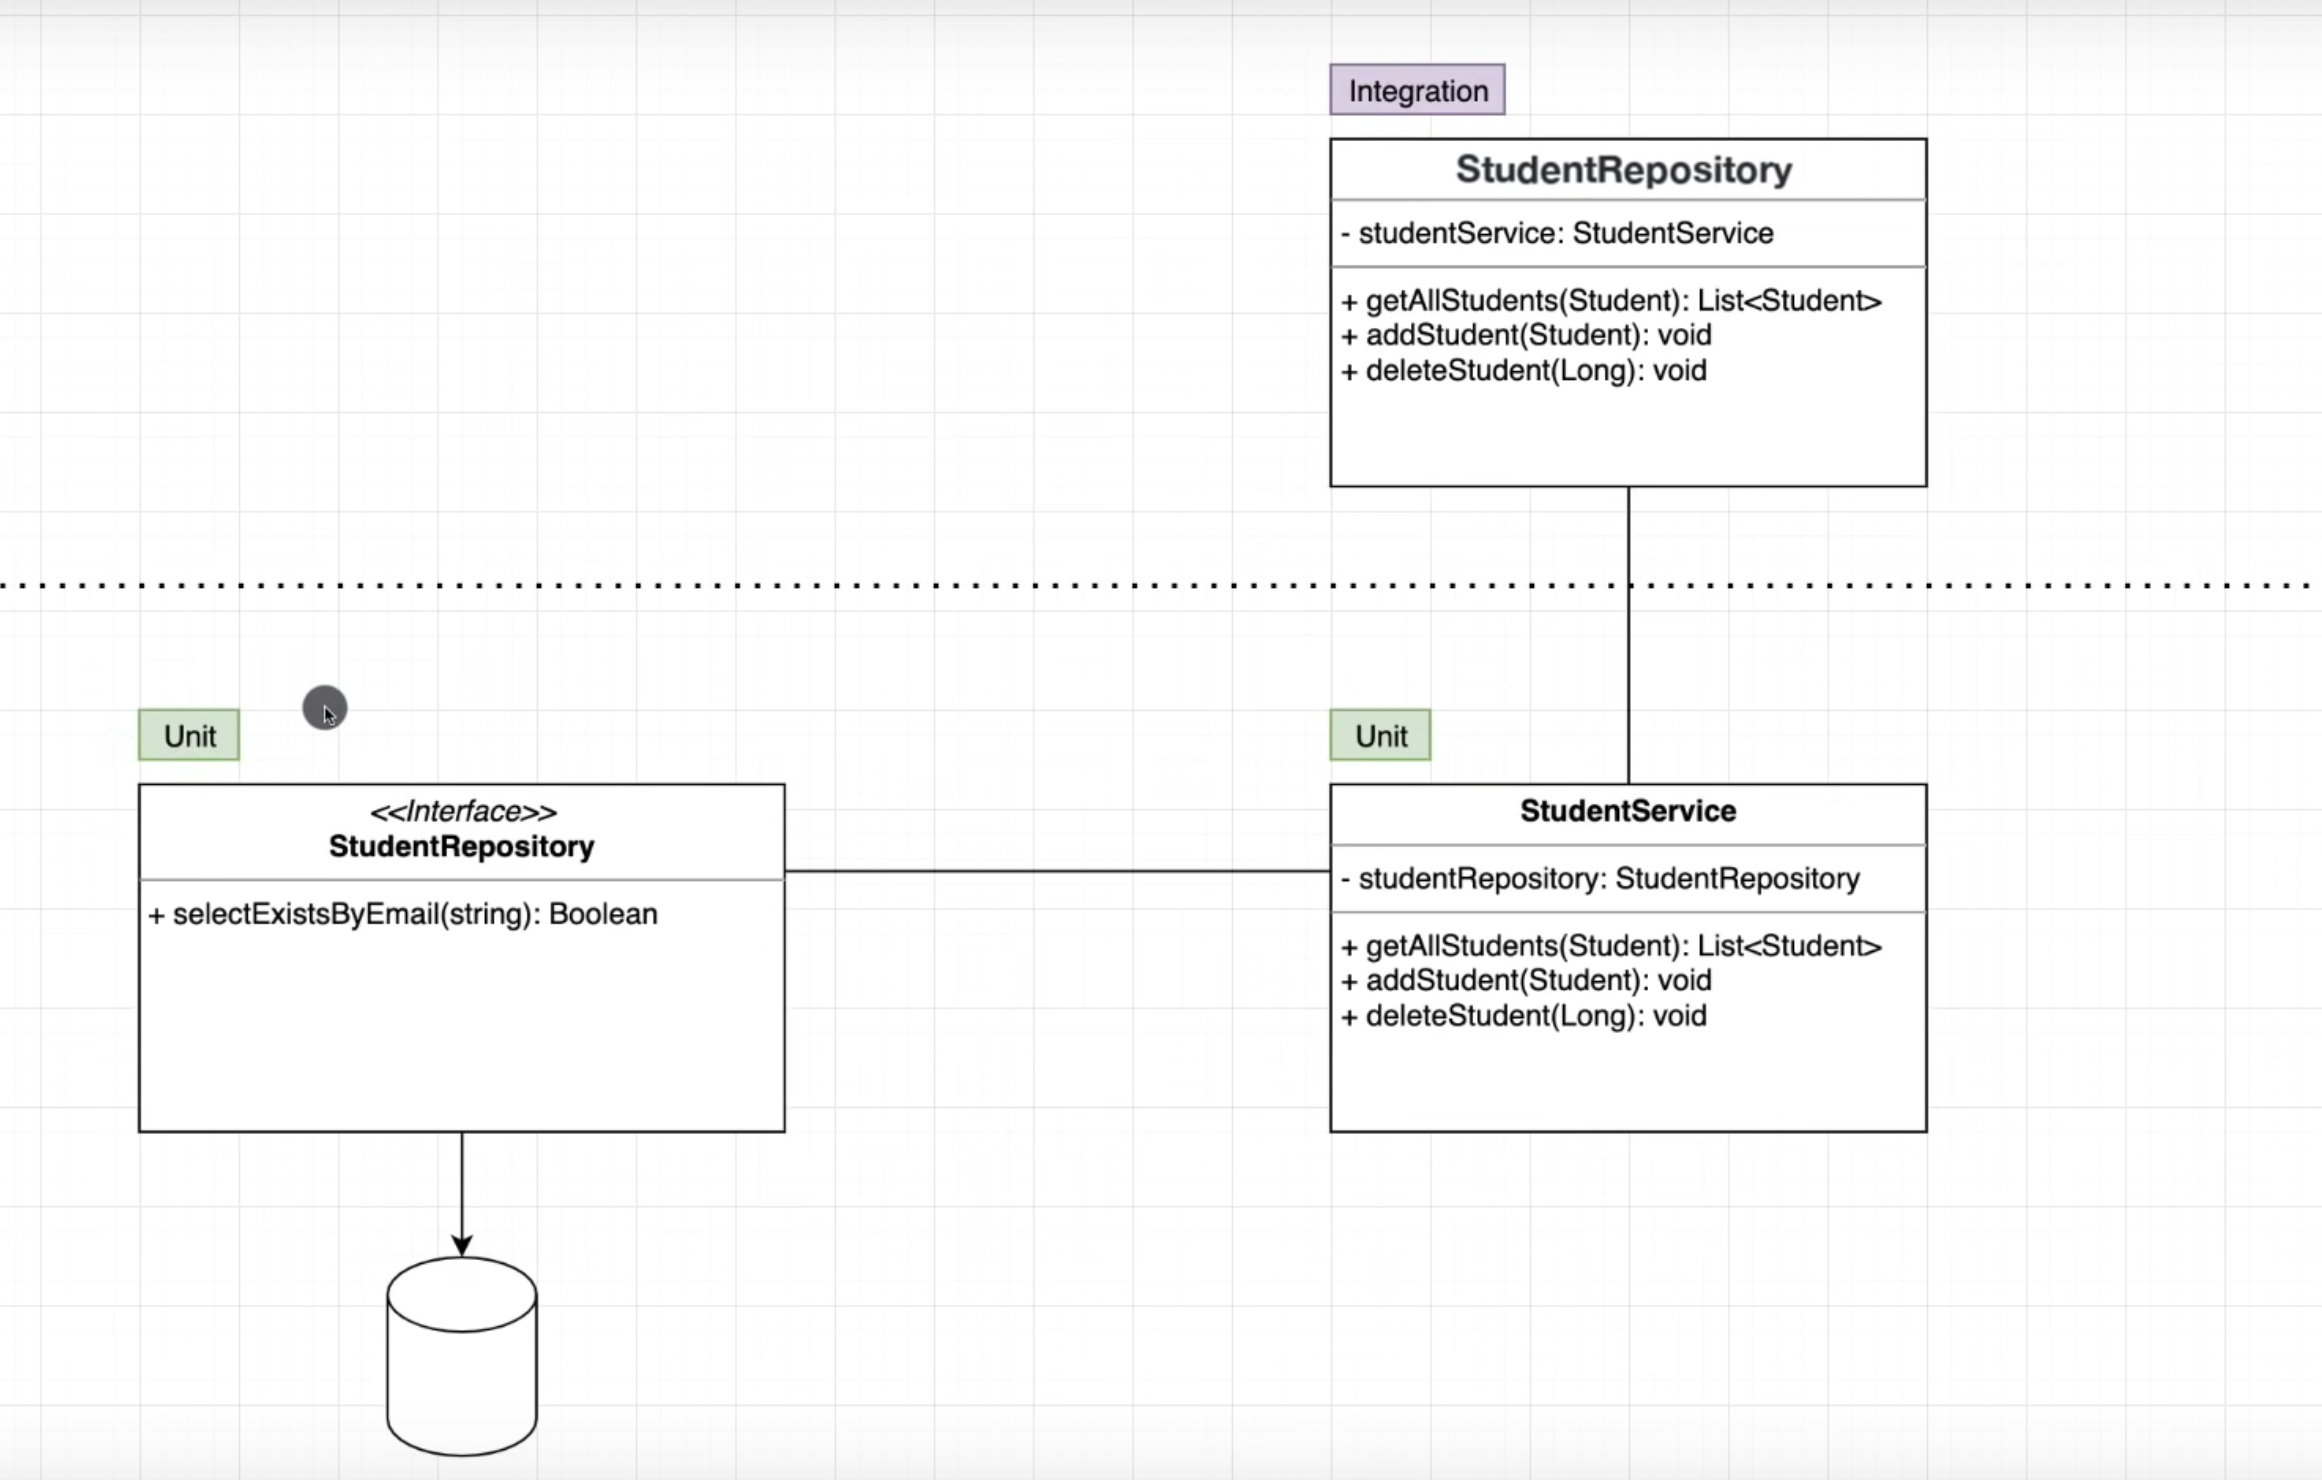 Integration
StudentRepository
- studentService: StudentService
+ getAllStudents(Student): List<Student>
+ addStudent(Student): void
+ deleteStudent(Long): void
Unit
<<Interface>>
StudentRepository
+ selectExistsByEmail(string): Boolean
Unit
StudentService
- studentRepository: StudentRepository
+ getAllStudents(Student): List<Student>
+ addStudent(Student): void
+ deleteStudent(Long): void